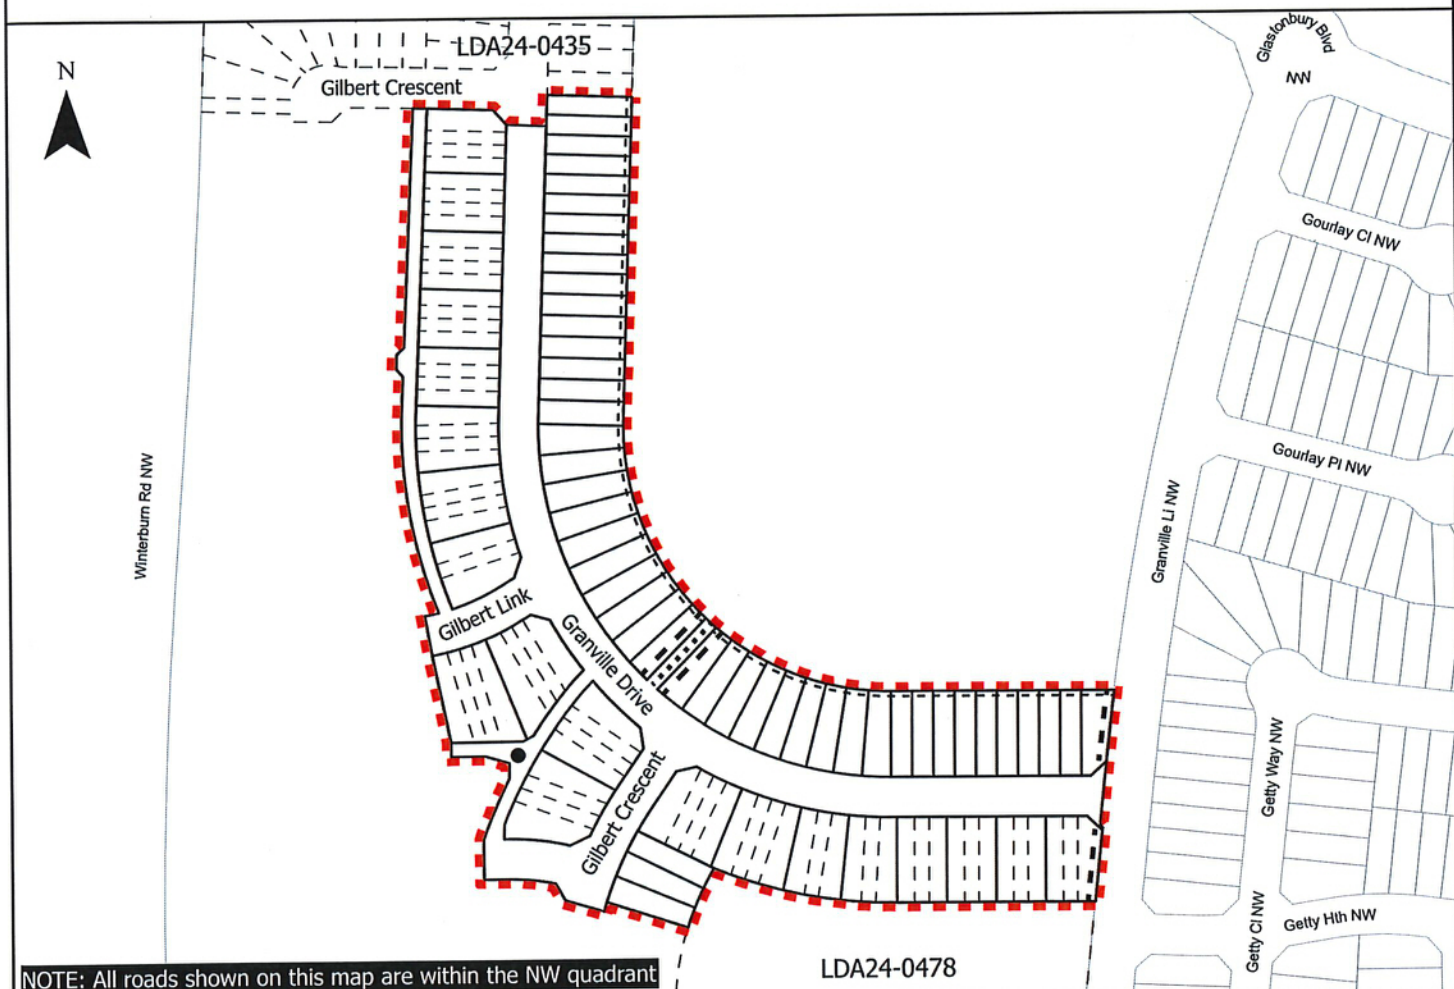 LDA24-0435
Gilbert Crescent
N
Glastonbury Blvd
NW
Gourlay Cl NW
Gourlay Pl NW
Winterburn Rd NW
Granville Li NW
Gilbert Link
Granville Drive
Gilbert Crescent
Getty Way NW
Getty Cl NW
Getty Hth NW
LDA24-0478
NOTE: All roads shown on this map are within the NW quadrant